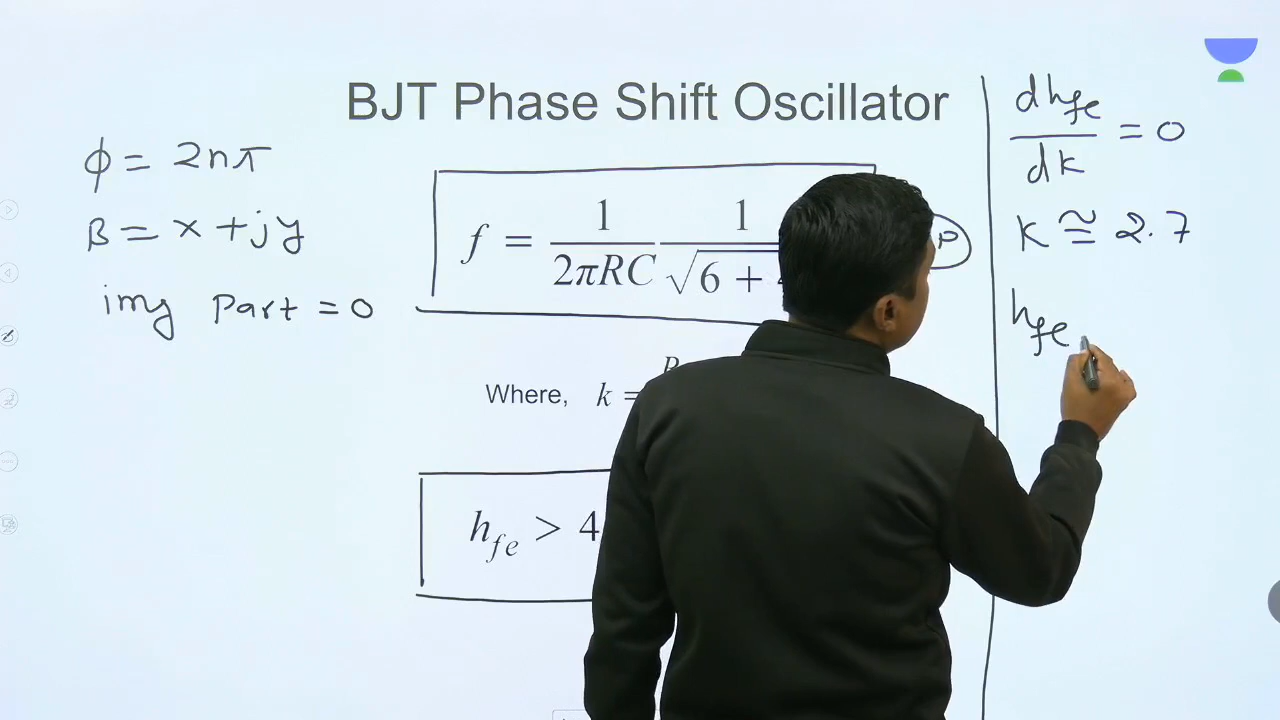 BJT Phase Shift Oscillator
ϕ = 2nπ
β = x + jy
img Part = 0
f = 1/2πRC 1/√6 +
Where, k =
h_fe > 4
dh_fe/dk = 0
k ≅ 2.7
h_fe